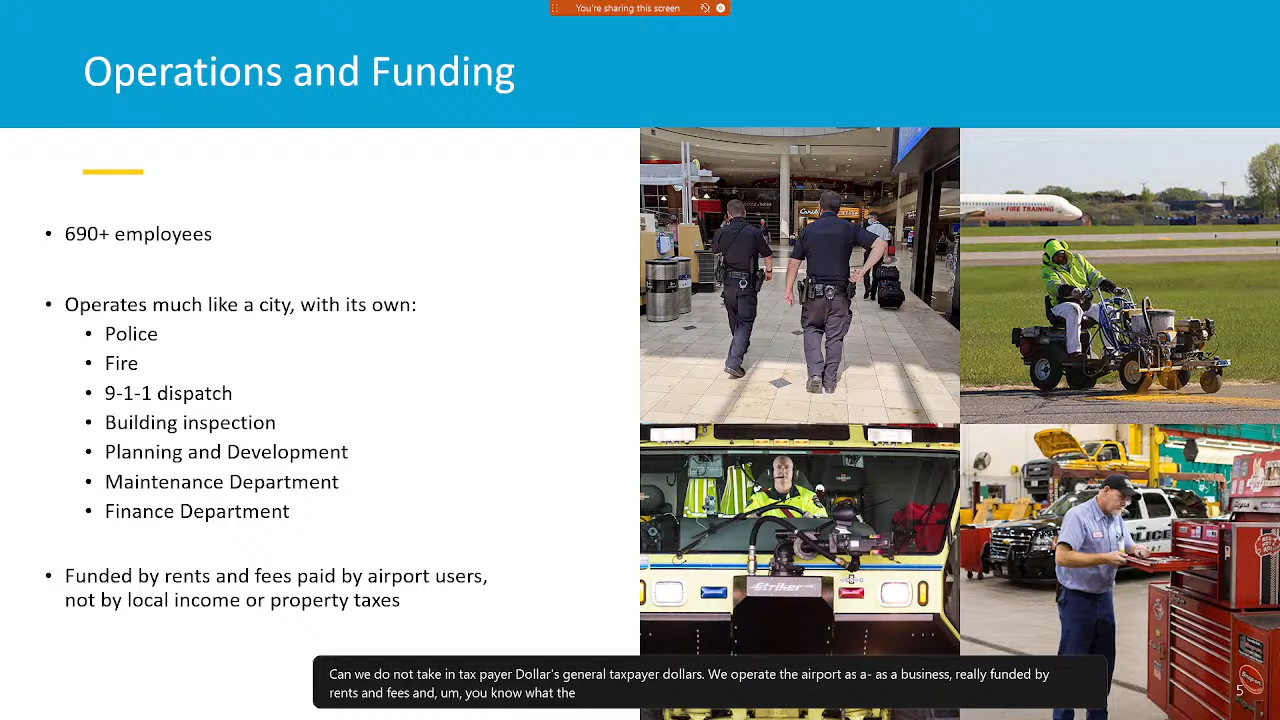 You're sharing this screen
Operations and Funding
• 690+ employees
• Operates much like a city, with its own:
• Police
• Fire
• 9-1-1 dispatch
• Building inspection
• Planning and Development
• Maintenance Department
• Finance Department
• Funded by rents and fees paid by airport users,
not by local income or property taxes
FIRE TRAINING
Striker
POLICE
Snap-on
Can we do not take in tax payer Dollar's general taxpayer dollars. We operate the airport as a- as a business, really funded by
rents and fees and, um, you know what the
5